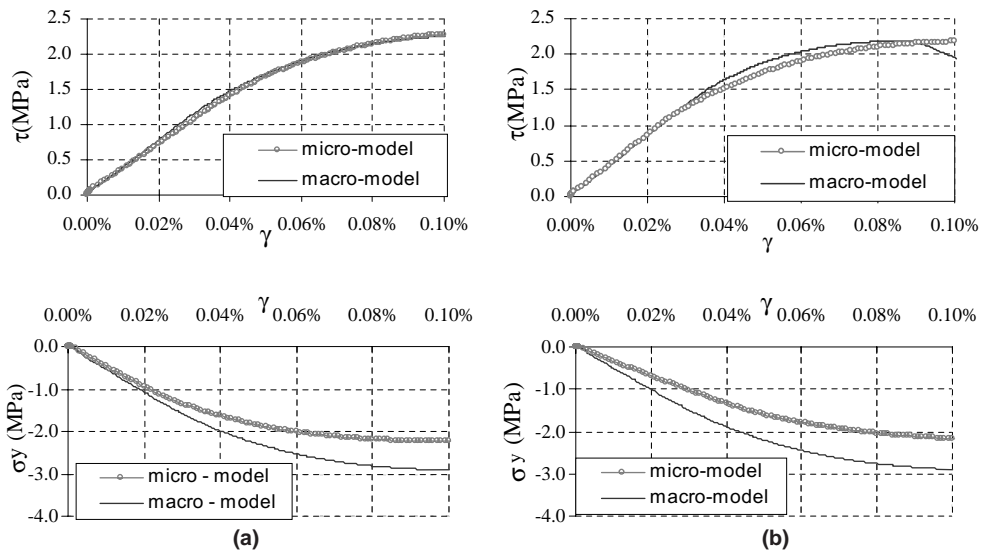 2.5
2.0
1.5
1.0
0.5
0.0
τ(MPa)
micro-model
macro-model
0.00% 0.02% 0.04% 0.06% 0.08% 0.10%
γ
2.5
2.0
1.5
1.0
0.5
0.0
τ(MPa)
micro-model
macro-model
0.00% 0.02% 0.04% 0.06% 0.08% 0.10%
γ
γ
0.00% 0.02% 0.04% 0.06% 0.08% 0.10%
0.0
-1.0
-2.0
-3.0
-4.0
σy (MPa)
micro - model
macro - model
(a)
γ
0.00% 0.02% 0.04% 0.06% 0.08% 0.10%
0.0
-1.0
-2.0
-3.0
-4.0
σy (MPa)
micro-model
macro-model
(b)